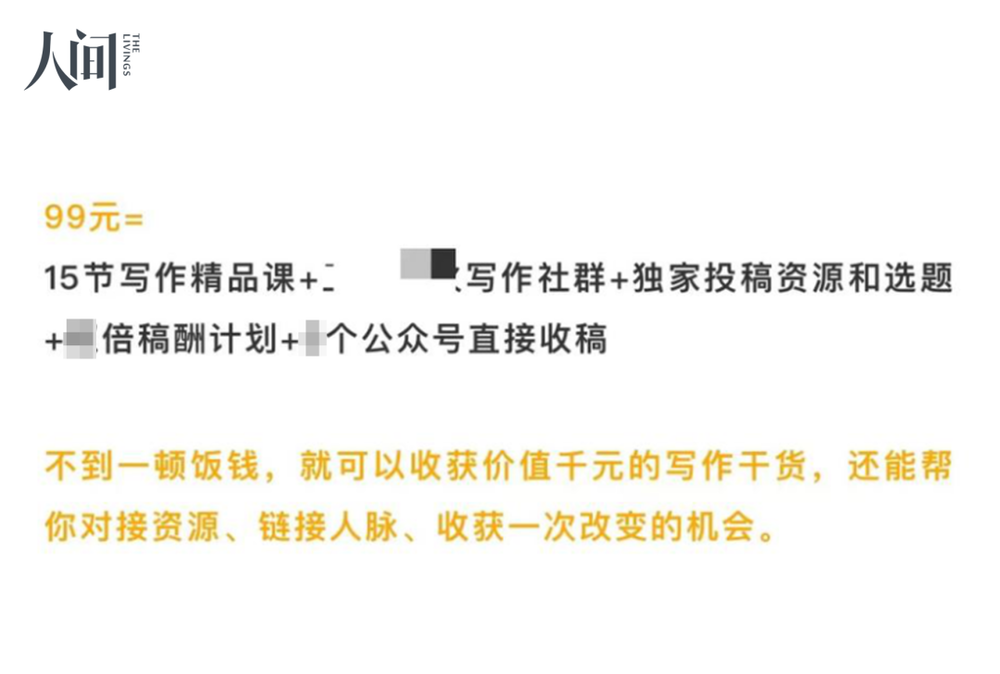 人间
THE LIVINGS
99元=
15节写作精品课+写作社群+独家投稿资源和选题
+倍稿酬计划+个公众号直接收稿
不到一顿饭钱，就可以收获价值千元的写作干货，还能帮
你对接资源、链接人脉、收获一次改变的机会。